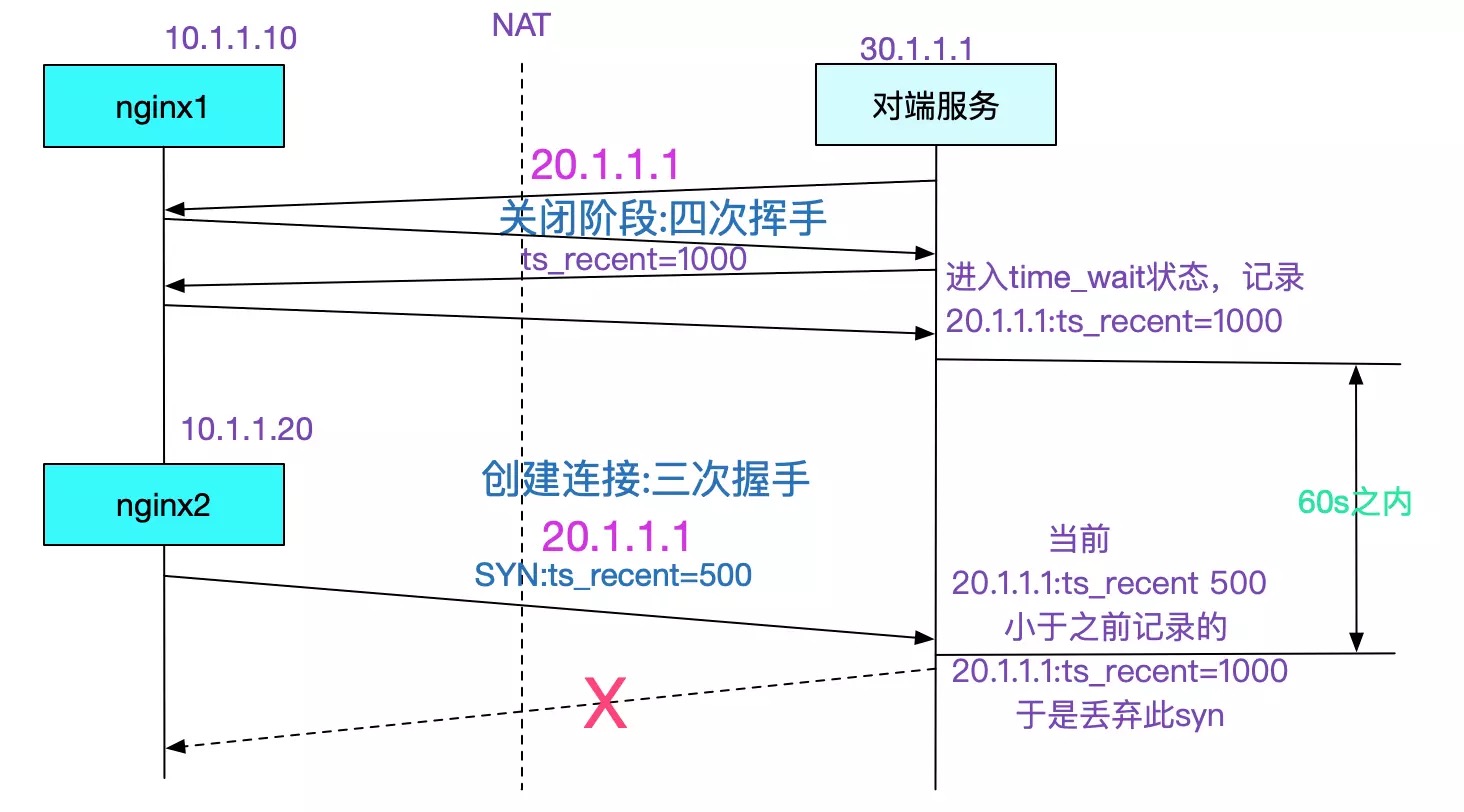 NAT
10.1.1.10
30.1.1.1
nginx1
对端服务
20.1.1.1
关闭阶段:四次挥手
ts_recent=1000
进入time_wait状态，记录
20.1.1.1:ts_recent=1000
10.1.1.20
nginx2
创建连接:三次握手
20.1.1.1
SYN:ts_recent=500
60s之内
当前
20.1.1.1:ts_recent 500
小于之前记录的
20.1.1.1:ts_recent=1000
于是丢弃此syn
X